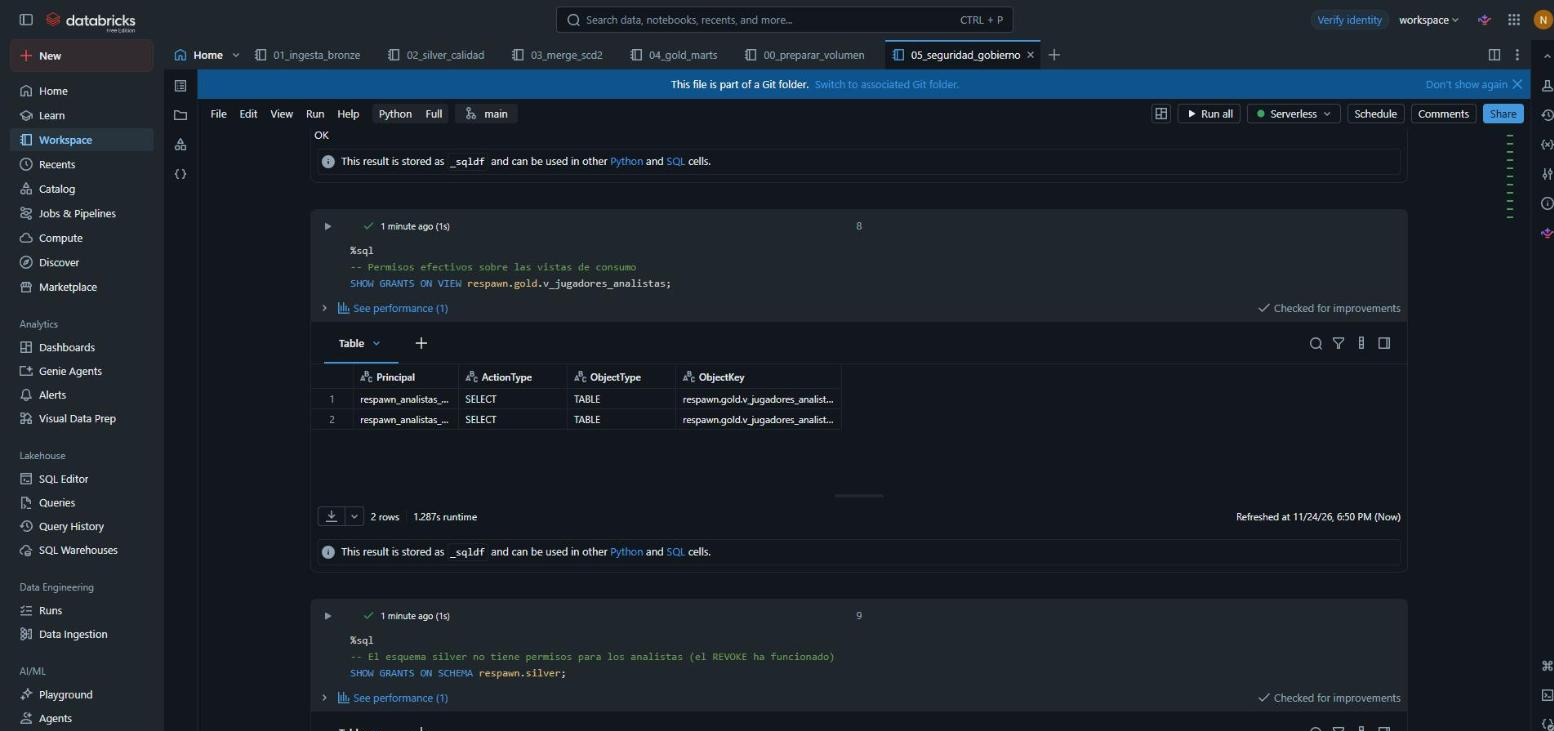 databricks
Free Edition
Search data, notebooks, recents, and more...
CTRL + P
Verify identity
workspace
N
New
Home
01_ingesta_bronze
02_silver_calidad
03_merge_scd2
04_gold_marts
00_preparar_volumen
05_seguridad_gobierno
This file is part of a Git folder. Switch to associated Git folder.
Don't show again
Home
Learn
Workspace
Recents
Catalog
Jobs & Pipelines
Compute
Discover
Marketplace
Analytics
Dashboards
Genie Agents
Alerts
Visual Data Prep
Lakehouse
SQL Editor
Queries
Query History
SQL Warehouses
Data Engineering
Runs
Data Ingestion
AI/ML
Playground
Agents
File Edit View Run Help Python Full main
Run all
Serverless
Schedule
Comments
Share
OK
This result is stored as _sqldf and can be used in other Python and SQL cells.
1 minute ago (1s)
8
%sql
-- Permisos efectivos sobre las vistas de consumo
SHOW GRANTS ON VIEW respawn.gold.v_jugadores_analistas;
See performance (1)
Checked for improvements
Table
Principal ActionType ObjectType ObjectKey
1 respawn_analistas_... SELECT TABLE respawn.gold.v_jugadores_analist...
2 respawn_analistas_... SELECT TABLE respawn.gold.v_jugadores_analist...
2 rows 1.287s runtime
Refreshed at 11/24/26, 6:50 PM (Now)
This result is stored as _sqldf and can be used in other Python and SQL cells.
1 minute ago (1s)
9
%sql
-- El esquema silver no tiene permisos para los analistas (el REVOKE ha funcionado)
SHOW GRANTS ON SCHEMA respawn.silver;
See performance (1)
Checked for improvements